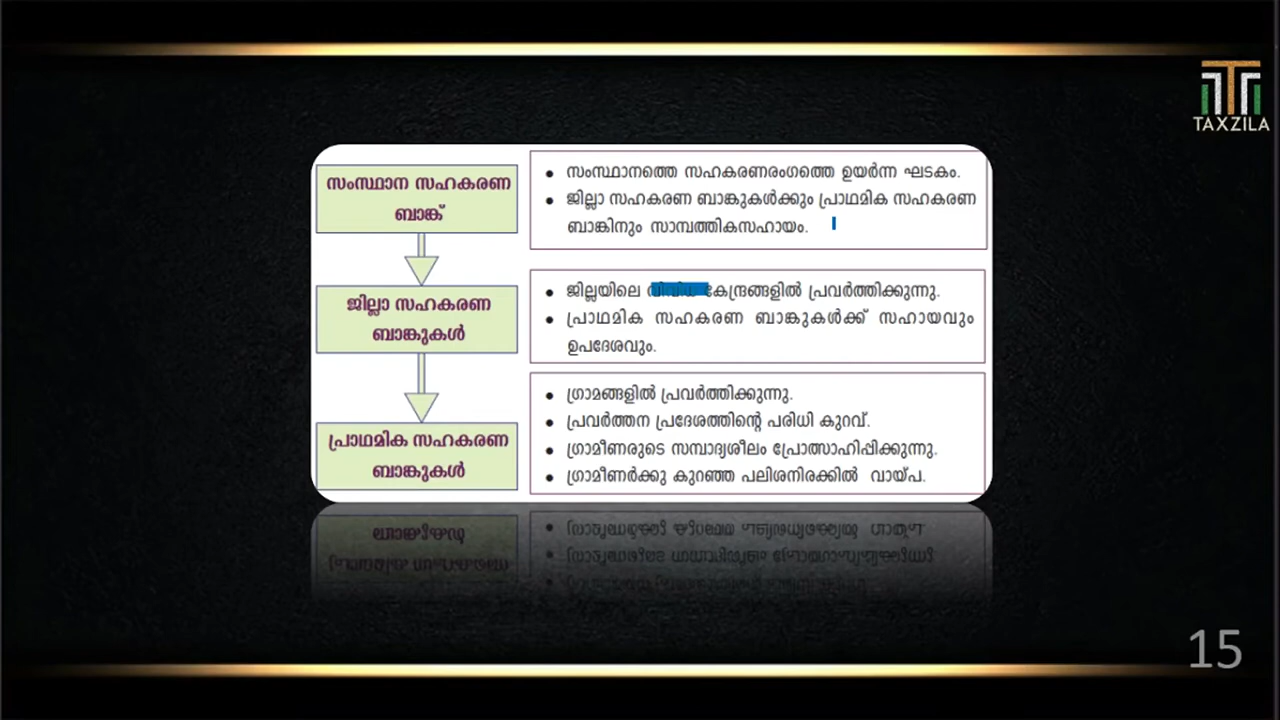 TAXZILA
സംസ്ഥാന സഹകരണ
ബാങ്ക്
സംസ്ഥാനത്തെ സഹകരണരംഗത്തെ ഉയർന്ന ഘടകം.
ജില്ലാ സഹകരണ ബാങ്കുകൾക്കും പ്രാഥമിക സഹകരണ
ബാങ്കിനും സാമ്പത്തികസഹായം.
ജില്ലാ സഹകരണ
ബാങ്കുകൾ
ജില്ലയിലെ വിവിധ കേന്ദ്രങ്ങളിൽ പ്രവർത്തിക്കുന്നു.
പ്രാഥമിക സഹകരണ ബാങ്കുകൾക്ക് സഹായവും
ഉപദേശവും.
പ്രാഥമിക സഹകരണ
ബാങ്കുകൾ
ഗ്രാമങ്ങളിൽ പ്രവർത്തിക്കുന്നു.
പ്രവർത്തന പ്രദേശത്തിന്റെ പരിധി കുറവ്.
ഗ്രാമീണരുടെ സമ്പാദ്യശീലം പ്രോത്സാഹിപ്പിക്കുന്നു.
ഗ്രാമീണർക്കു കുറഞ്ഞ പലിശനിരക്കിൽ വായ്പ.
15